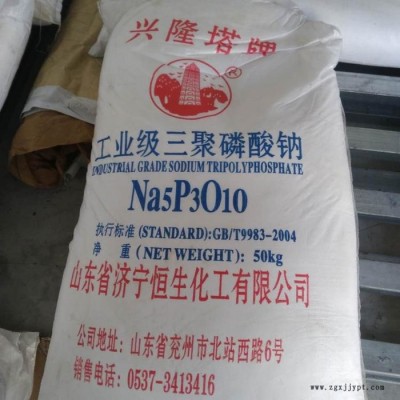 兴隆塔牌
®
工业级三聚磷酸钠
INDUSTRIAL GRADE SODIUM TRIPOLYPHOSPHATE
Na5P3O10
执行标准(STANDARD):GB/T9983-2004
净 重(NET WEIGHT): 50kg
山东省济宁恒生化工有限公司
公司地址: 山东省兖州市北站西路6号
销售电话: 0537-3413416
www.zgxjjypt.com